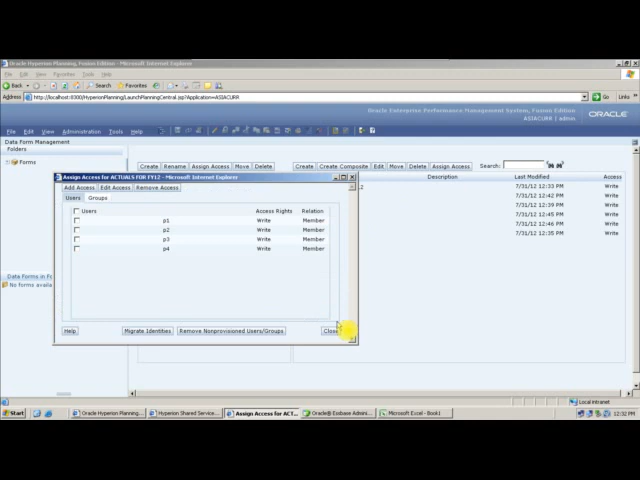 Oracle Hyperion Planning, Fusion Edition - Microsoft Internet Explorer
File Edit View Favorites Tools Help
Back Search Favorites
Address http://localhost:8300/HyperionPlanning/LaunchPlanningCentral.jsp?Application=ASIACURR Go Links
Oracle Enterprise Performance Management System, Fusion Edition
ASIACURR | admin
ORACLE
File Edit View Administration Tools Help
Data Form Management
Folders
Forms
Create Rename Assign Access Move Delete
Create Create Composite Edit Move Delete Assign Access Search:
Description Last Modified Access
7/31/12 12:33 PM Write
7/31/12 12:42 PM Write
7/31/12 12:39 PM Write
7/31/12 12:45 PM Write
7/31/12 12:46 PM Write
7/31/12 12:35 PM Write
Data Forms in F
No forms availa
Assign Access for ACTUALS FOR FY12 - Microsoft Internet Explorer
Add Access Edit Access Remove Access
Users Groups
Users Access Rights Relation
p1 Write Member
p2 Write Member
p3 Write Member
p4 Write Member
Help Migrate Identities Remove Nonprovisioned Users/Groups Close
Local intranet
Start Oracle Hyperion Planning... Hyperion Shared Service... Assign Access for ACT... Oracle® Essbase Admini... Microsoft Excel - Book1 12:32 PM